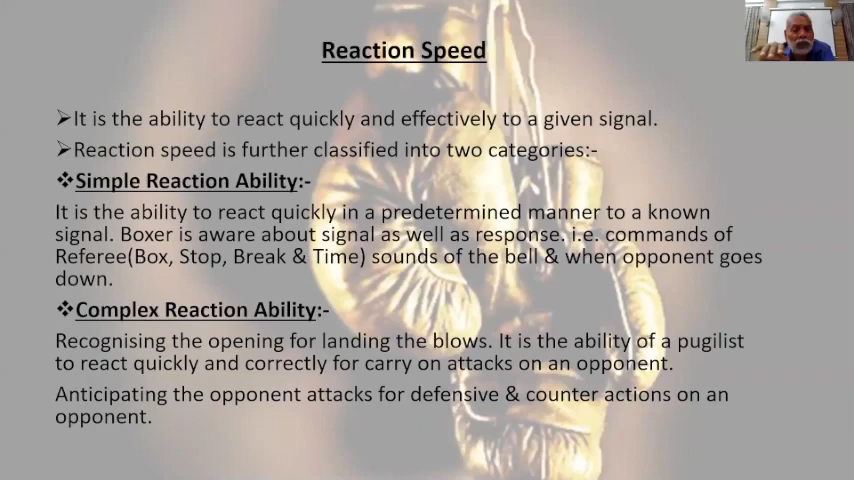 Reaction Speed
➢It is the ability to react quickly and effectively to a given signal.
➢Reaction speed is further classified into two categories:-
❖Simple Reaction Ability:-
It is the ability to react quickly in a predetermined manner to a known
signal. Boxer is aware about signal as well as response. i.e. commands of
Referee(Box, Stop, Break & Time) sounds of the bell & when opponent goes
down.
❖Complex Reaction Ability:-
Recognising the opening for landing the blows. It is the ability of a pugilist
to react quickly and correctly for carry on attacks on an opponent.
Anticipating the opponent attacks for defensive & counter actions on an
opponent.